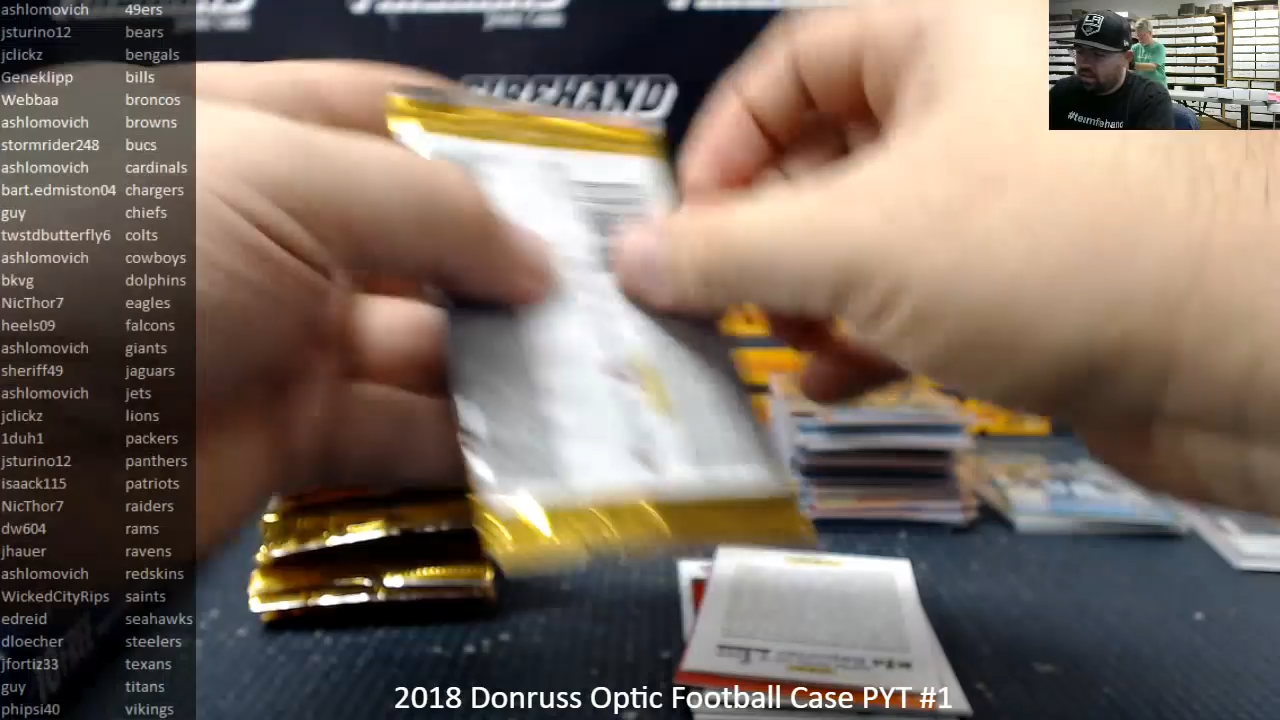 ashlomovich 49ers
jsturino12 bears
jclickz bengals
Geneklipp bills
Webbaa broncos
ashlomovich browns
stormrider248 bucs
ashlomovich cardinals
bart.edmiston04 chargers
guy chiefs
twstdbutterfly6 colts
ashlomovich cowboys
bkvg dolphins
NicThor7 eagles
heels09 falcons
ashlomovich giants
sheriff49 jaguars
ashlomovich jets
jclickz lions
1duh1 packers
jsturino12 panthers
isaack115 patriots
NicThor7 raiders
dw604 rams
jhauer ravens
ashlomovich redskins
WickedCityRips saints
edreid seahawks
dloecher steelers
jfortiz33 texans
guy titans
phipsi40 vikings
2018 Donruss Optic Football Case PYT #1